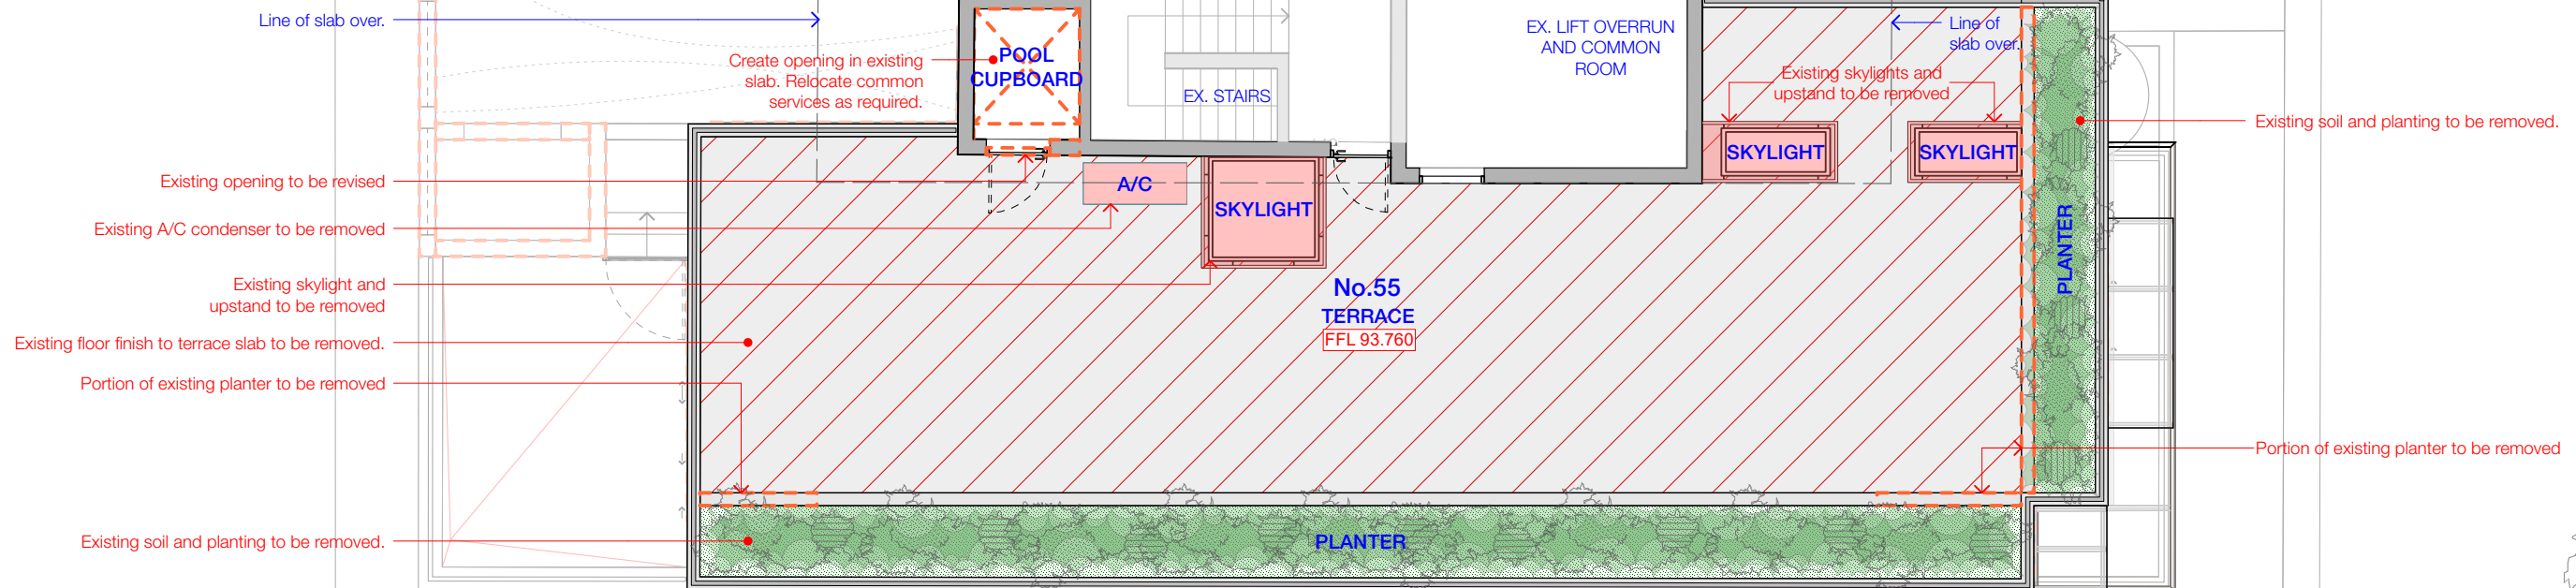 Line of slab over.
Create opening in existing
slab. Relocate common
services as required.
POOL
CUPBOARD
EX. STAIRS
EX. LIFT OVERRUN
AND COMMON
ROOM
Line of
slab over.
Existing skylights and
upstand to be removed
SKYLIGHT
SKYLIGHT
Existing soil and planting to be removed.
Existing opening to be revised
A/C
SKYLIGHT
Existing A/C condenser to be removed
PLANTER
Existing skylight and
upstand to be removed
No.55
TERRACE
FFL 93.760
Existing floor finish to terrace slab to be removed.
Portion of existing planter to be removed
Portion of existing planter to be removed
Existing soil and planting to be removed.
PLANTER